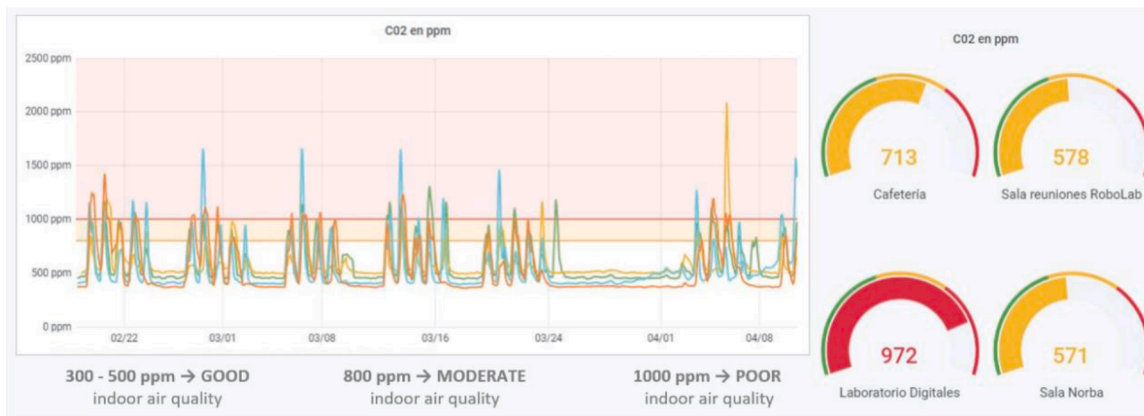 C02 en ppm
2500 ppm
2000 ppm
1500 ppm
1000 ppm
500 ppm
0 ppm
02/22 03/01 03/08 03/16 03/24 04/01 04/08
300 - 500 ppm → GOOD
indoor air quality
800 ppm → MODERATE
indoor air quality
1000 ppm → POOR
indoor air quality
C02 en ppm
713
Cafetería
578
Sala reuniones RoboLab
972
Laboratorio Digitales
571
Sala Norba